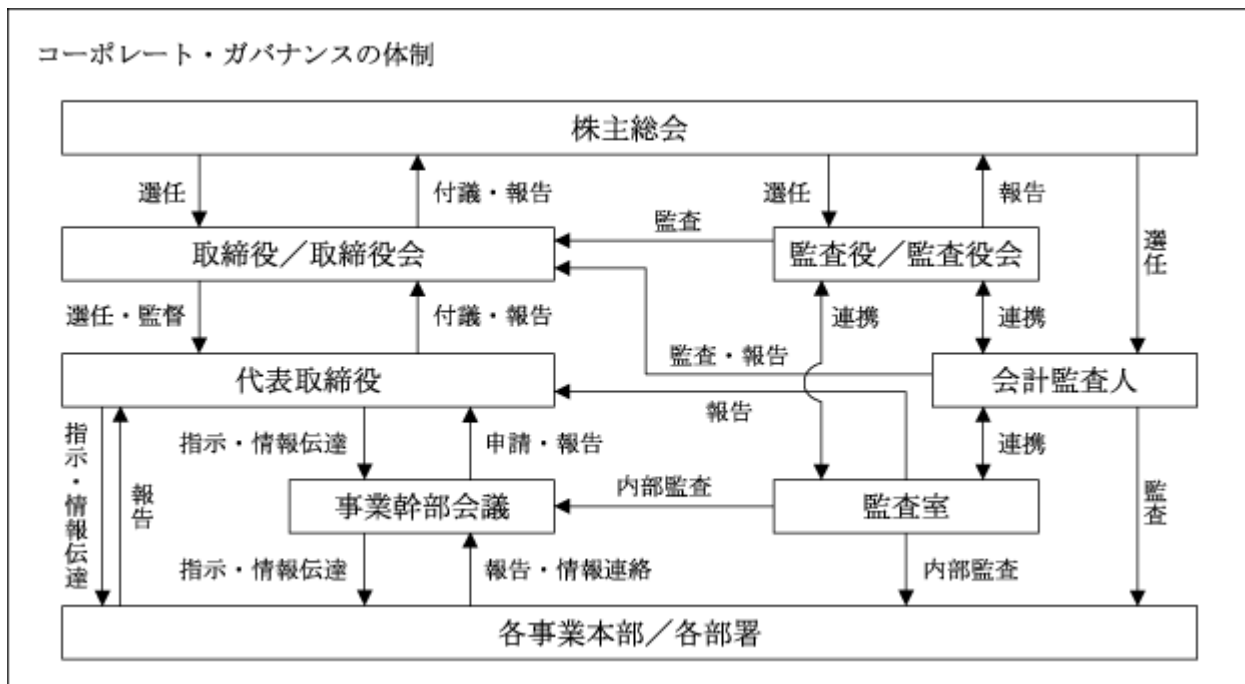 コーポレート・ガバナンスの体制
株主総会
選任
付議・報告
選任
報告
監査
取締役／取締役会
監査役／監査役会
選任
選任・監督
付議・報告
連携
連携
監査・報告
代表取締役
会計監査人
報告
指示・情報伝達
報告
指示・情報伝達
申請・報告
連携
内部監査
事業幹部会議
監査室
監査
指示・情報伝達
報告・情報連絡
内部監査
各事業本部／各部署